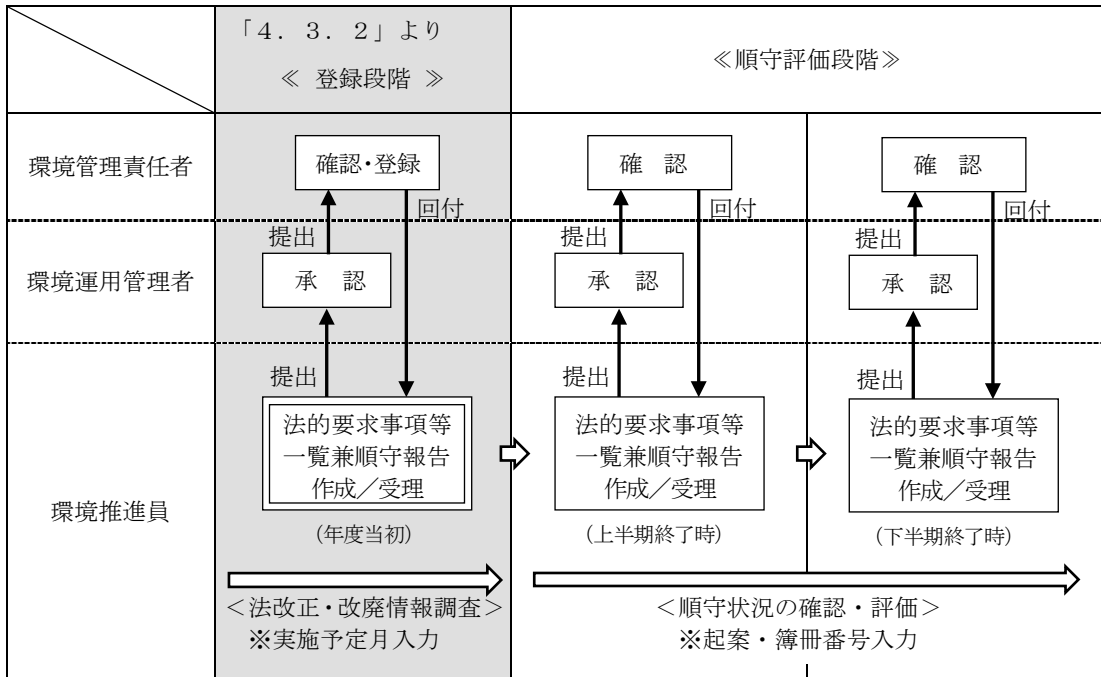 「４．３．２」より
≪ 登録段階 ≫
≪順守評価段階≫
環境管理責任者
確認・登録
確 認
確 認
回付
回付
回付
提出
提出
提出
環境運用管理者
承 認
承 認
承 認
提出
提出
提出
環境推進員
法的要求事項等
一覧兼順守報告
作成／受理
(年度当初)
法的要求事項等
一覧兼順守報告
作成／受理
(上半期終了時)
法的要求事項等
一覧兼順守報告
作成／受理
(下半期終了時)
＜法改正・改廃情報調査＞
※実施予定月入力
＜順守状況の確認・評価＞
※起案・簿冊番号入力